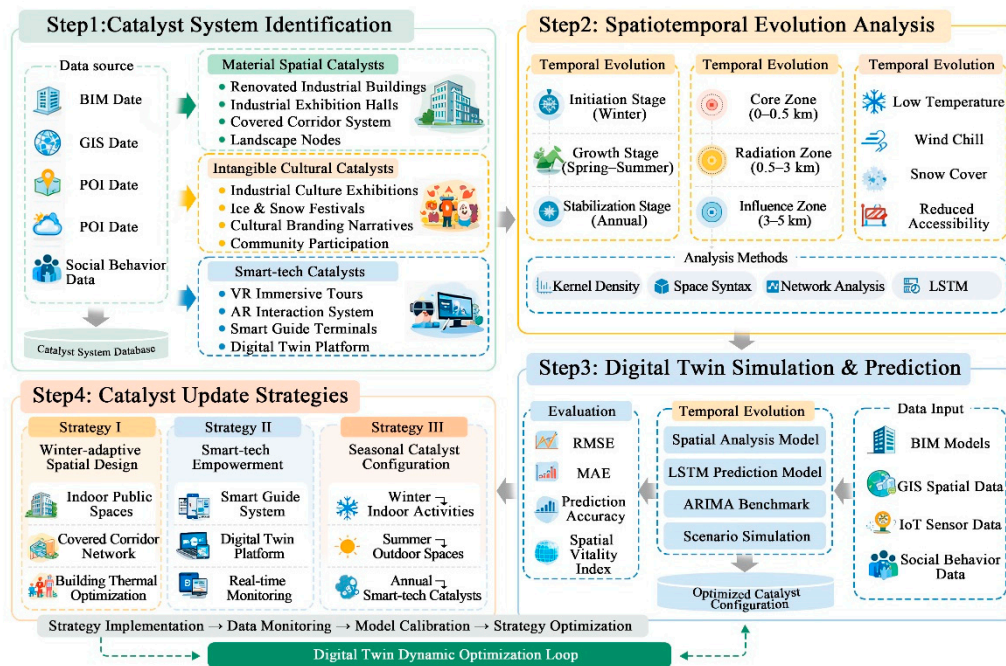 Step1:Catalyst System Identification
Data source
BIM Date
GIS Date
POI Date
POI Date
Social Behavior
Data
Catalyst System Database
Material Spatial Catalysts
Renovated Industrial Buildings
Industrial Exhibition Halls
Covered Corridor System
Landscape Nodes
Intangible Cultural Catalysts
Industrial Culture Exhibitions
Ice & Snow Festivals
Cultural Branding Narratives
Community Participation
Smart-tech Catalysts
VR Immersive Tours
AR Interaction System
Smart Guide Terminals
Digital Twin Platform
Step2: Spatiotemporal Evolution Analysis
Temporal Evolution
Initiation Stage
(Winter)
Growth Stage
(Spring–Summer)
Stabilization Stage
(Annual)
Temporal Evolution
Core Zone
(0–0.5 km)
Radiation Zone
(0.5–3 km)
Influence Zone
(3–5 km)
Temporal Evolution
Low Temperature
Wind Chill
Snow Cover
Reduced
Accessibility
Analysis Methods
Kernel Density
Space Syntax
Network Analysis
LSTM
Step3: Digital Twin Simulation & Prediction
Evaluation
RMSE
MAE
Prediction
Accuracy
Spatial
Vitality
Index
Temporal Evolution
Spatial Analysis Model
LSTM Prediction Model
ARIMA Benchmark
Scenario Simulation
Optimized Catalyst
Configuration
Data Input
BIM Models
GIS Spatial Data
IoT Sensor Data
Social Behavior
Data
Step4: Catalyst Update Strategies
Strategy I
Winter-adaptive
Spatial Design
Indoor Public
Spaces
Covered Corridor
Network
Building Thermal
Optimization
Strategy II
Smart-tech
Empowerment
Smart Guide
System
Digital Twin
Platform
Real-time
Monitoring
Strategy III
Seasonal Catalyst
Configuration
Winter
Indoor Activities
Summer
Outdoor Spaces
Annual
Smart-tech Catalysts
Strategy Implementation → Data Monitoring → Model Calibration → Strategy Optimization
Digital Twin Dynamic Optimization Loop